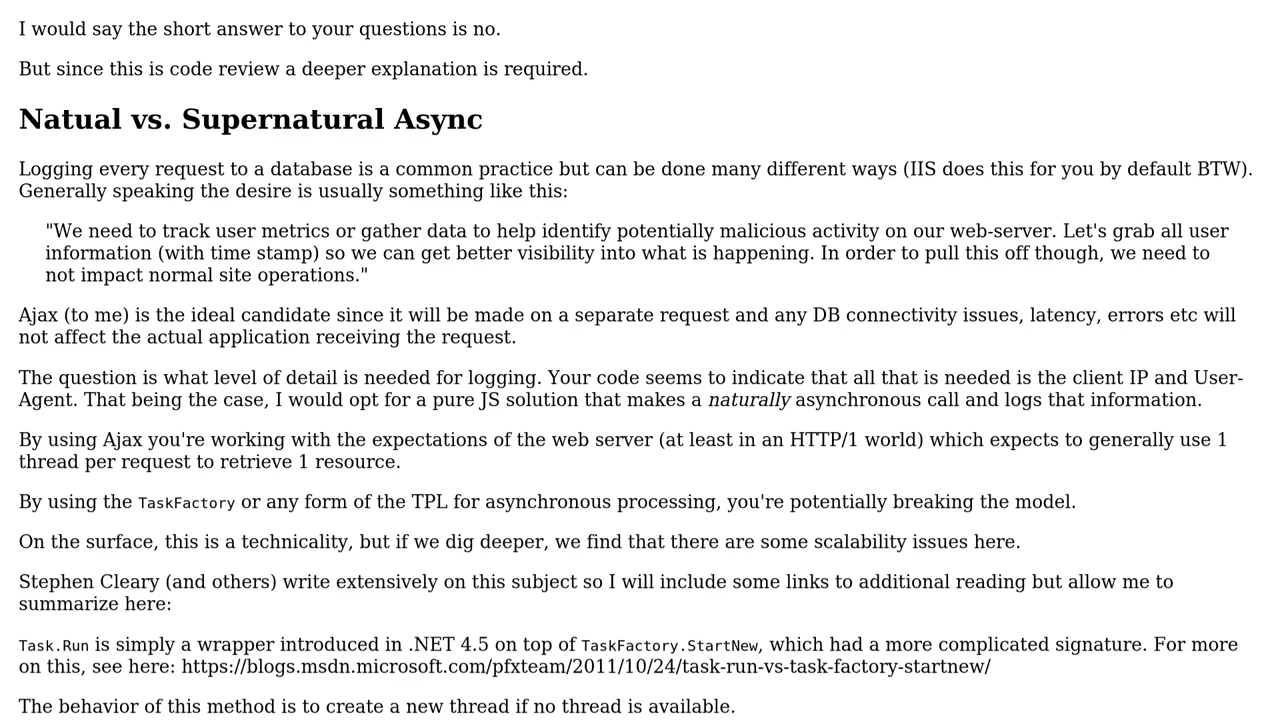 I would say the short answer to your questions is no.
But since this is code review a deeper explanation is required.
Natual vs. Supernatural Async
Logging every request to a database is a common practice but can be done many different ways (IIS does this for you by default BTW).
Generally speaking the desire is usually something like this:
"We need to track user metrics or gather data to help identify potentially malicious activity on our web-server. Let's grab all user
information (with time stamp) so we can get better visibility into what is happening. In order to pull this off though, we need to
not impact normal site operations."
Ajax (to me) is the ideal candidate since it will be made on a separate request and any DB connectivity issues, latency, errors etc will
not affect the actual application receiving the request.
The question is what level of detail is needed for logging. Your code seems to indicate that all that is needed is the client IP and User-
Agent. That being the case, I would opt for a pure JS solution that makes a naturally asynchronous call and logs that information.
By using Ajax you're working with the expectations of the web server (at least in an HTTP/1 world) which expects to generally use 1
thread per request to retrieve 1 resource.
By using the TaskFactory or any form of the TPL for asynchronous processing, you're potentially breaking the model.
On the surface, this is a technicality, but if we dig deeper, we find that there are some scalability issues here.
Stephen Cleary (and others) write extensively on this subject so I will include some links to additional reading but allow me to
summarize here:
Task.Run is simply a wrapper introduced in .NET 4.5 on top of TaskFactory.StartNew, which had a more complicated signature. For more
on this, see here: https://blogs.msdn.microsoft.com/pfxteam/2011/10/24/task-run-vs-task-factory-startnew/
The behavior of this method is to create a new thread if no thread is available.